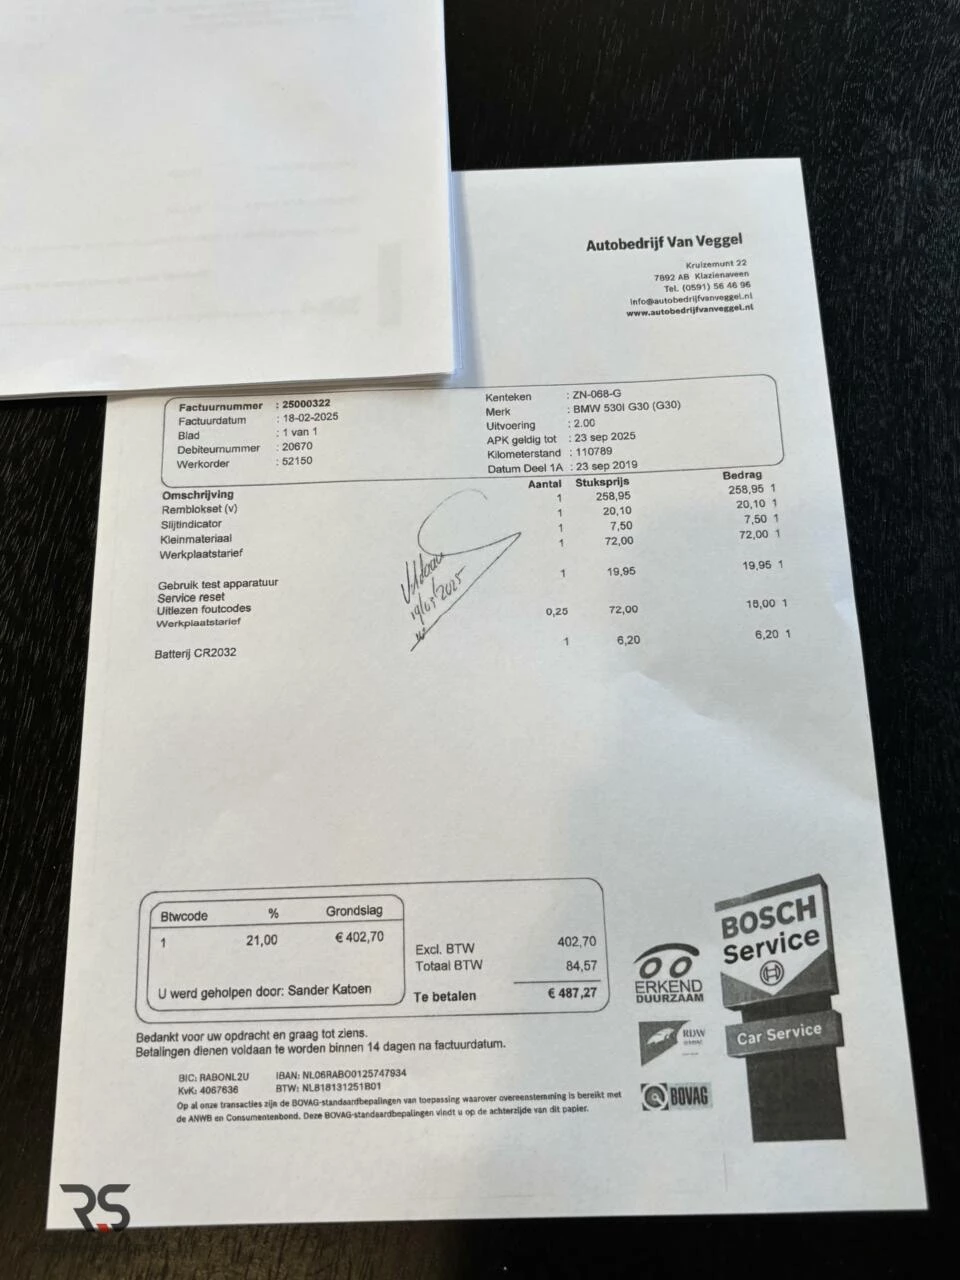 Autobedrijf Van Veggel
Kruizemunt 22
7892 AB Klazienaveen
Tel. (0591) 56 46 96
info@autobedrijfvanveggel.nl
www.autobedrijfvanveggel.nl
Factuurnummer : 25000322
Factuurdatum : 18-02-2025
Blad : 1 van 1
Debiteurnummer : 20670
Werkorder : 52150
Kenteken : ZN-068-G
Merk : BMW 530I G30 (G30)
Uitvoering : 2.00
APK geldig tot : 23 sep 2025
Kilometerstand : 110789
Datum Deel 1A : 23 sep 2019
Omschrijving Aantal Stuksprijs Bedrag
Remblokset (v) 1 258,95 258,95 1
Slijtindicator 1 20,10 20,10 1
Kleinmateriaal 1 7,50 7,50 1
Werkplaatstarief 1 72,00 72,00 1
Gebruik test apparatuur 1 19,95 19,95 1
Service reset
Uitlezen foutcodes
Werkplaatstarief 0,25 72,00 18,00 1
Batterij CR2032 1 6,20 6,20 1
Voldaan
19/03/2025
Btwcode % Grondslag
1 21,00 € 402,70
U werd geholpen door: Sander Katoen
Excl. BTW 402,70
Totaal BTW 84,57
Te betalen € 487,27
Bedankt voor uw opdracht en graag tot ziens.
Betalingen dienen voldaan te worden binnen 14 dagen na factuurdatum.
BIC: RABONL2U IBAN: NL06RABO0125747934
KvK: 4067636 BTW: NL818131251B01
Op al onze transacties zijn de BOVAG-standaardbepalingen van toepassing waarover overeenstemming is bereikt met
de ANWB en Consumentenbond. Deze BOVAG-standaardbepalingen vindt u op de achterzijde van dit papier.
ERKEND
DUURZAAM
RDW
BOVAG
BOSCH
Service
Car Service
RS